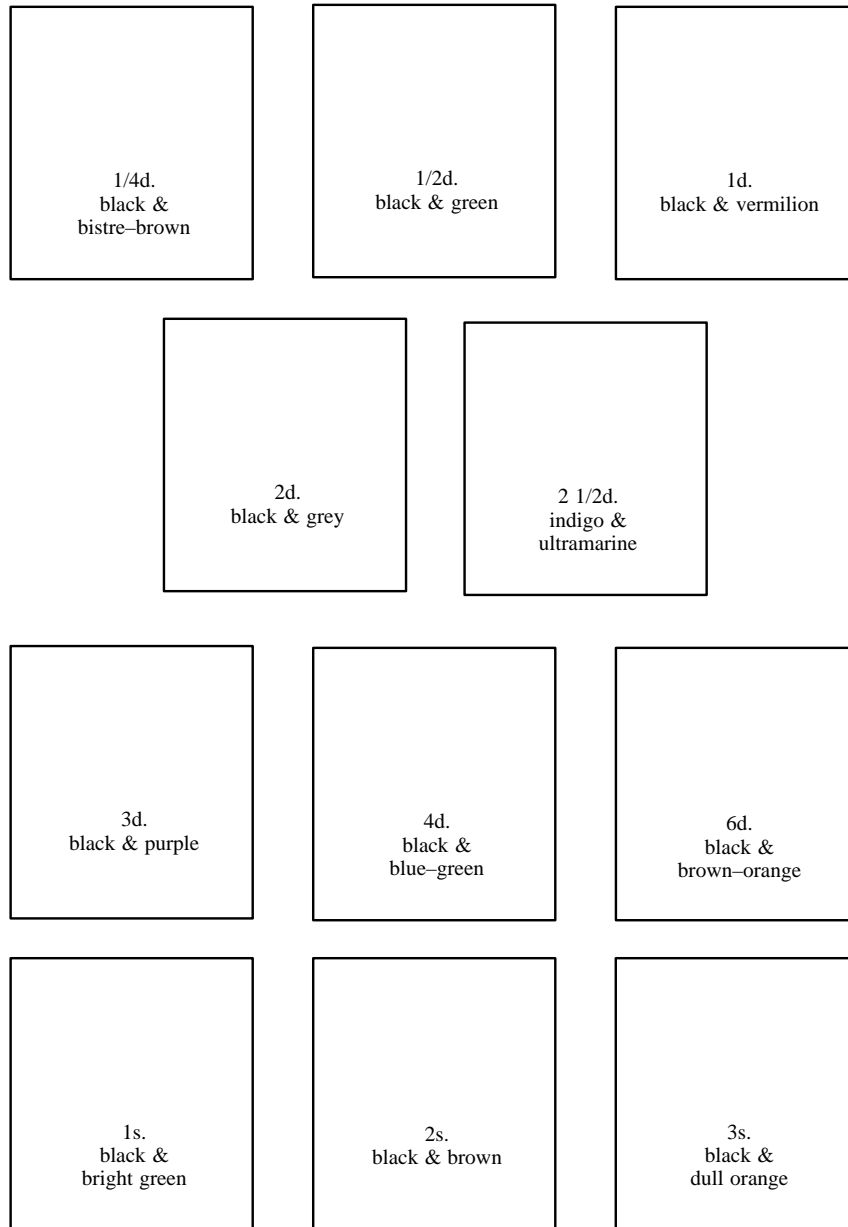 1/4d.
black &
bistre–brown
1/2d.
black & green
1d.
black & vermilion
2d.
black & grey
2 1/2d.
indigo &
ultramarine
3d.
black & purple
4d.
black &
blue–green
6d.
black &
brown–orange
1s.
black &
bright green
2s.
black & brown
3s.
black &
dull orange